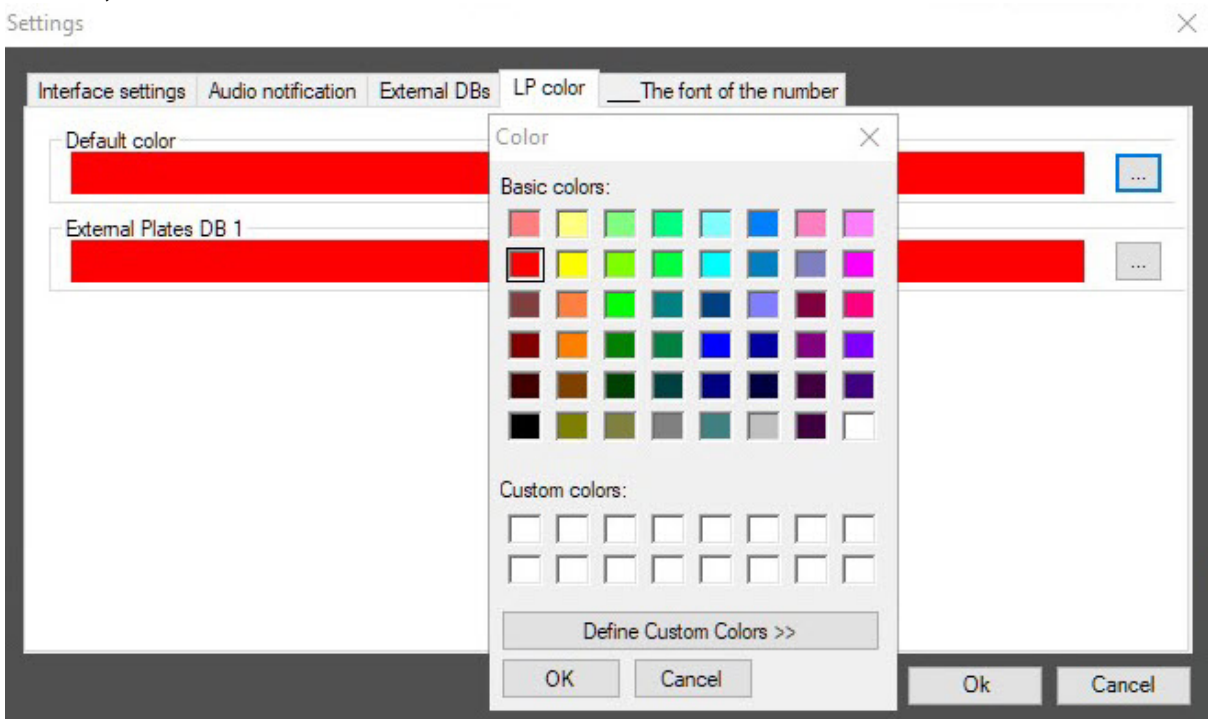 Settings
Interface settings Audio notification External DBs LP color ___The font of the number
Default color
...
External Plates DB 1
...
Color
Basic colors:
Custom colors:
Define Custom Colors >>
OK Cancel
Ok Cancel